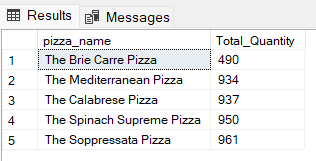 Results Messages
pizza_name Total_Quantity
1 The Brie Carre Pizza 490
2 The Mediterranean Pizza 934
3 The Calabrese Pizza 937
4 The Spinach Supreme Pizza 950
5 The Soppressata Pizza 961